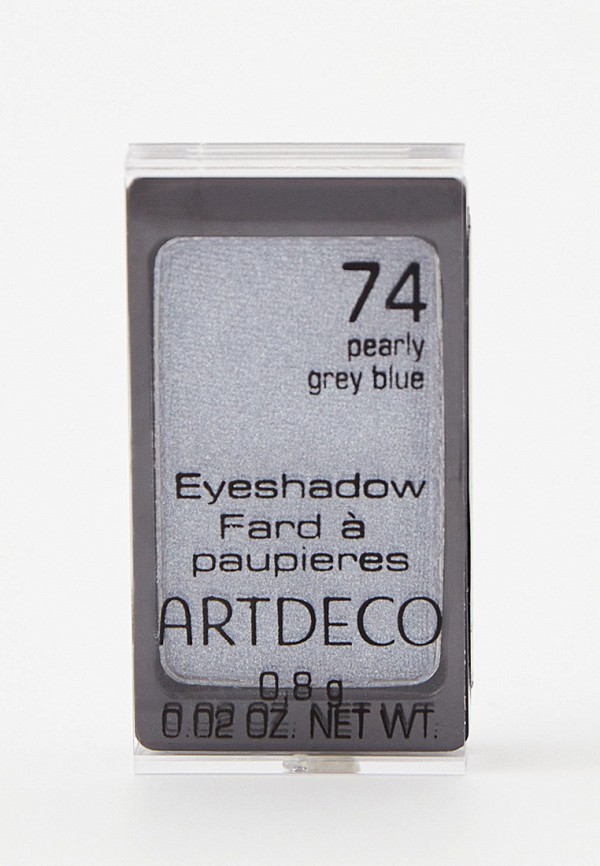 74
pearly
grey blue
Eyeshadow
Fard à
paupieres
ARTDECO
0,8 g
0.02 OZ. NET WT.